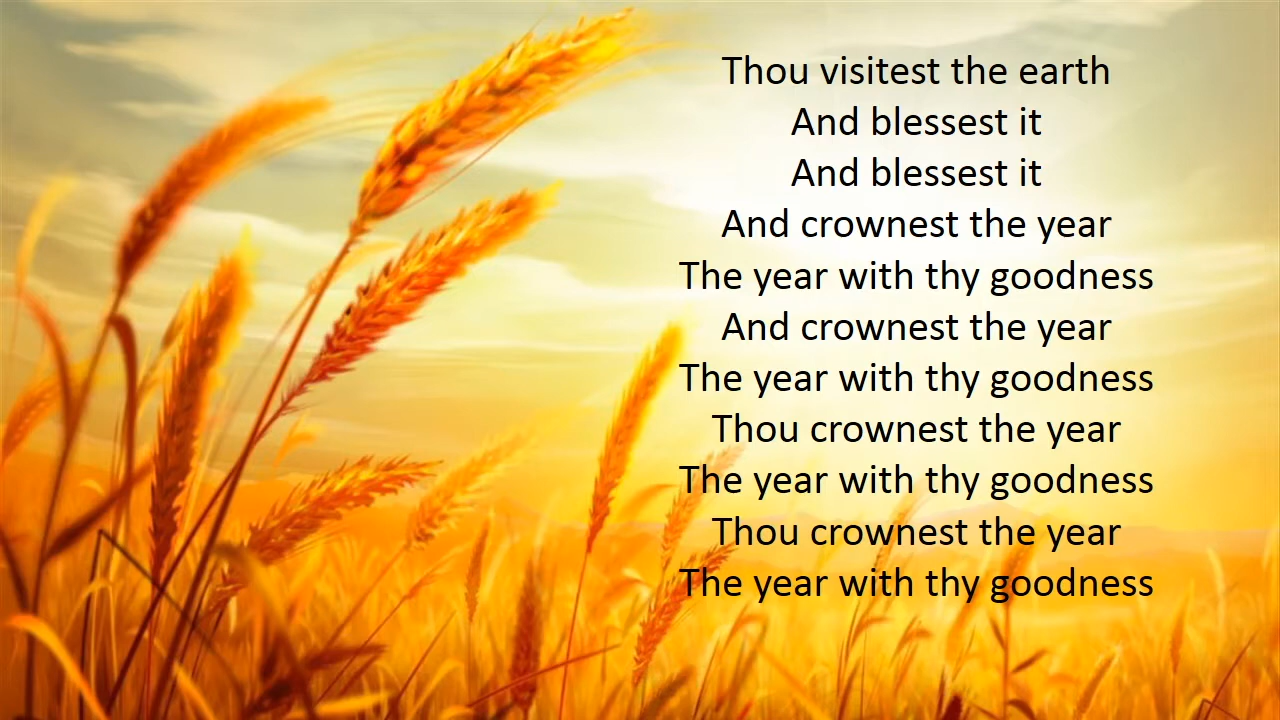 Thou visitest the earth
And blessest it
And blessest it
And crownest the year
The year with thy goodness
And crownest the year
The year with thy goodness
Thou crownest the year
The year with thy goodness
Thou crownest the year
The year with thy goodness